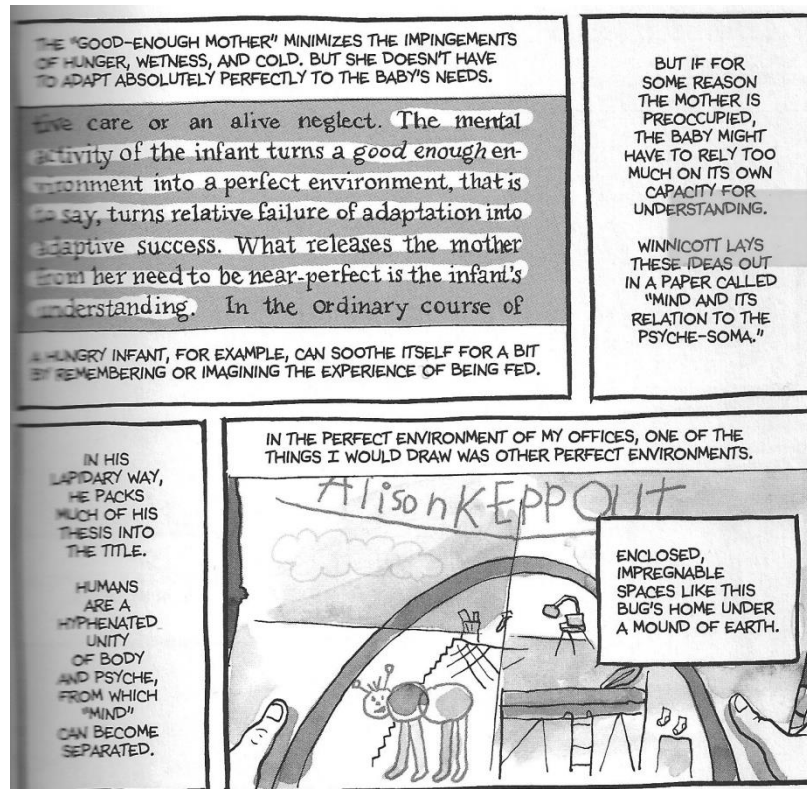 THE "GOOD-ENOUGH MOTHER" MINIMIZES THE IMPINGEMENTS
OF HUNGER, WETNESS, AND COLD. BUT SHE DOESN'T HAVE
TO ADAPT ABSOLUTELY PERFECTLY TO THE BABY'S NEEDS.
tive care or an alive neglect. The mental
activity of the infant turns a good enough en-
vironment into a perfect environment, that is
to say, turns relative failure of adaptation into
adaptive success. What releases the mother
from her need to be near-perfect is the infant's
understanding. In the ordinary course of
A HUNGRY INFANT, FOR EXAMPLE, CAN SOOTHE ITSELF FOR A BIT
BY REMEMBERING OR IMAGINING THE EXPERIENCE OF BEING FED.
BUT IF FOR
SOME REASON
THE MOTHER IS
PREOCCUPIED,
THE BABY MIGHT
HAVE TO RELY TOO
MUCH ON ITS OWN
CAPACITY FOR
UNDERSTANDING.
WINNICOTT LAYS
THESE IDEAS OUT
IN A PAPER CALLED
"MIND AND ITS
RELATION TO THE
PSYCHE-SOMA."
IN HIS
LAPIDARY WAY,
HE PACKS
MUCH OF HIS
THESIS INTO
THE TITLE.
HUMANS
ARE A
HYPHENATED
UNITY
OF BODY
AND PSYCHE,
FROM WHICH
"MIND"
CAN BECOME
SEPARATED.
IN THE PERFECT ENVIRONMENT OF MY OFFICES, ONE OF THE
THINGS I WOULD DRAW WAS OTHER PERFECT ENVIRONMENTS.
Alison KEPP OUt
ENCLOSED,
IMPREGNABLE
SPACES LIKE THIS
BUG'S HOME UNDER
A MOUND OF EARTH.